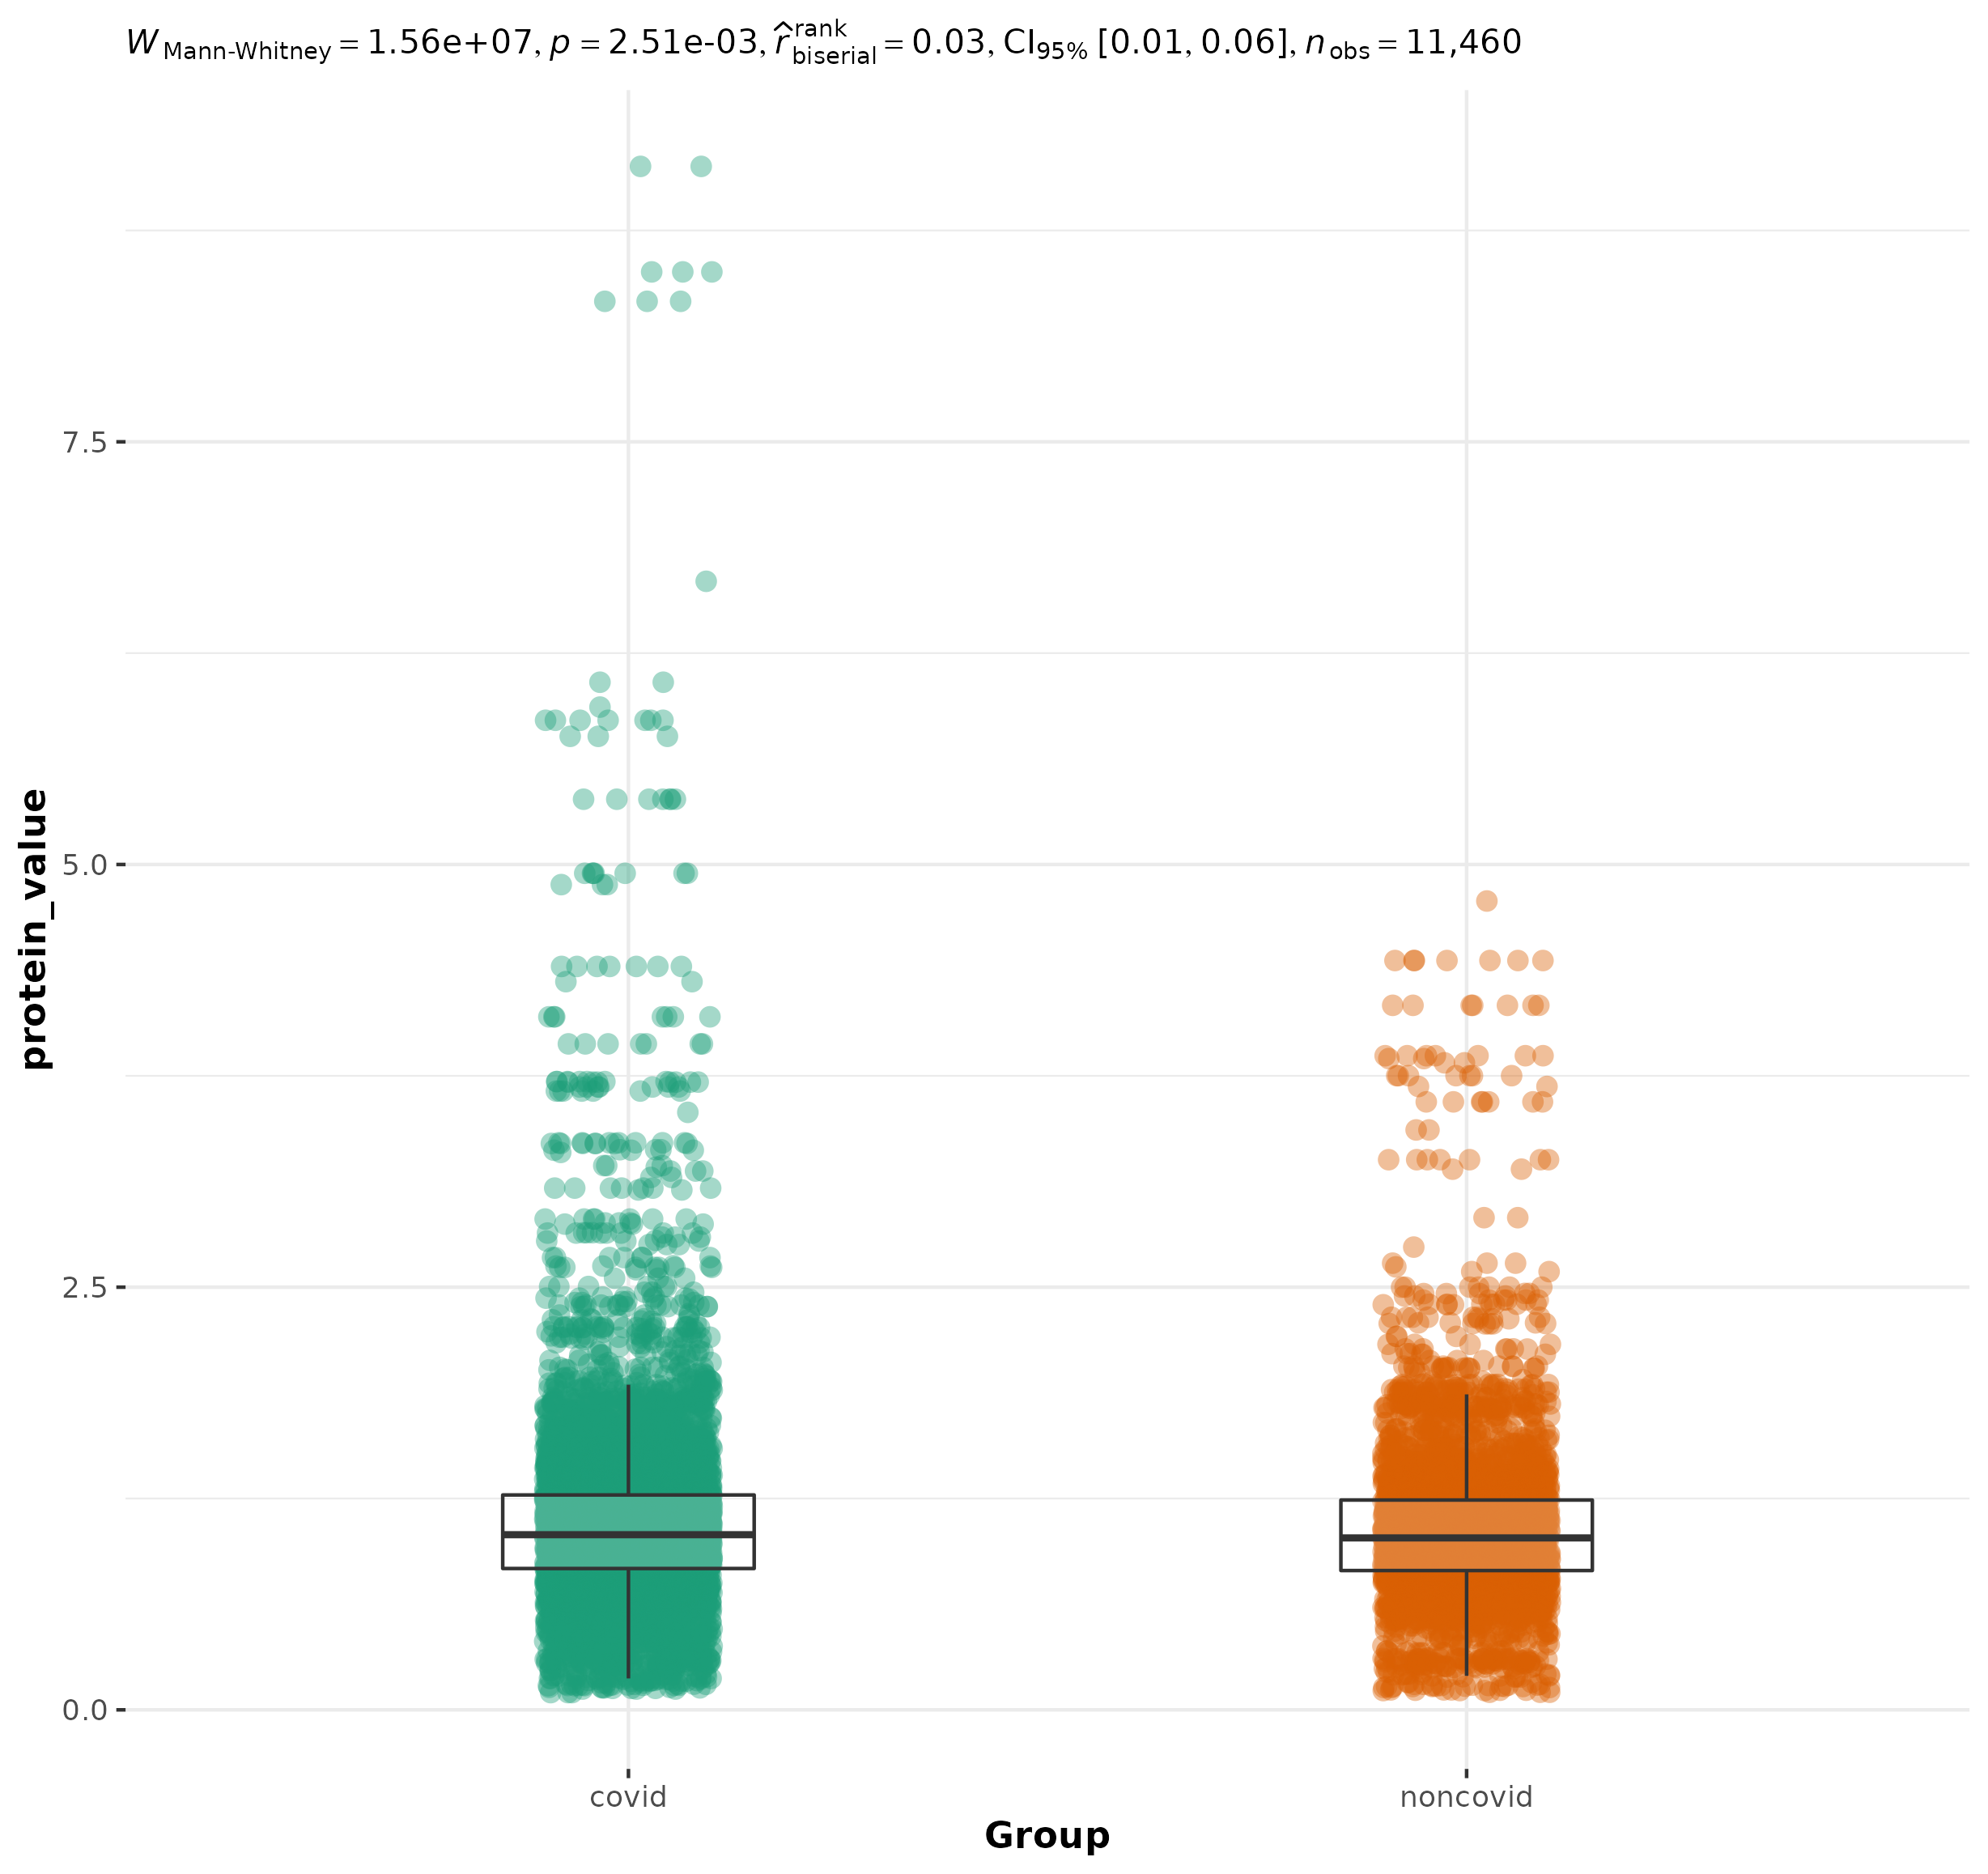 W Mann-Whitney = 1.56e+07, p = 2.51e-03, r̂ rank biserial = 0.03, CI95% [0.01, 0.06], nobs = 11,460
protein_value
7.5
5.0
2.5
0.0
covid noncovid
Group